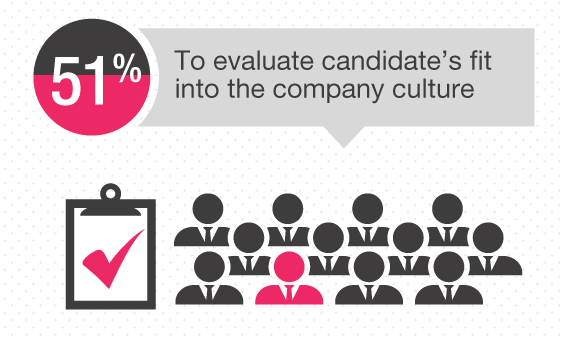 51%
To evaluate candidate’s fit
into the company culture